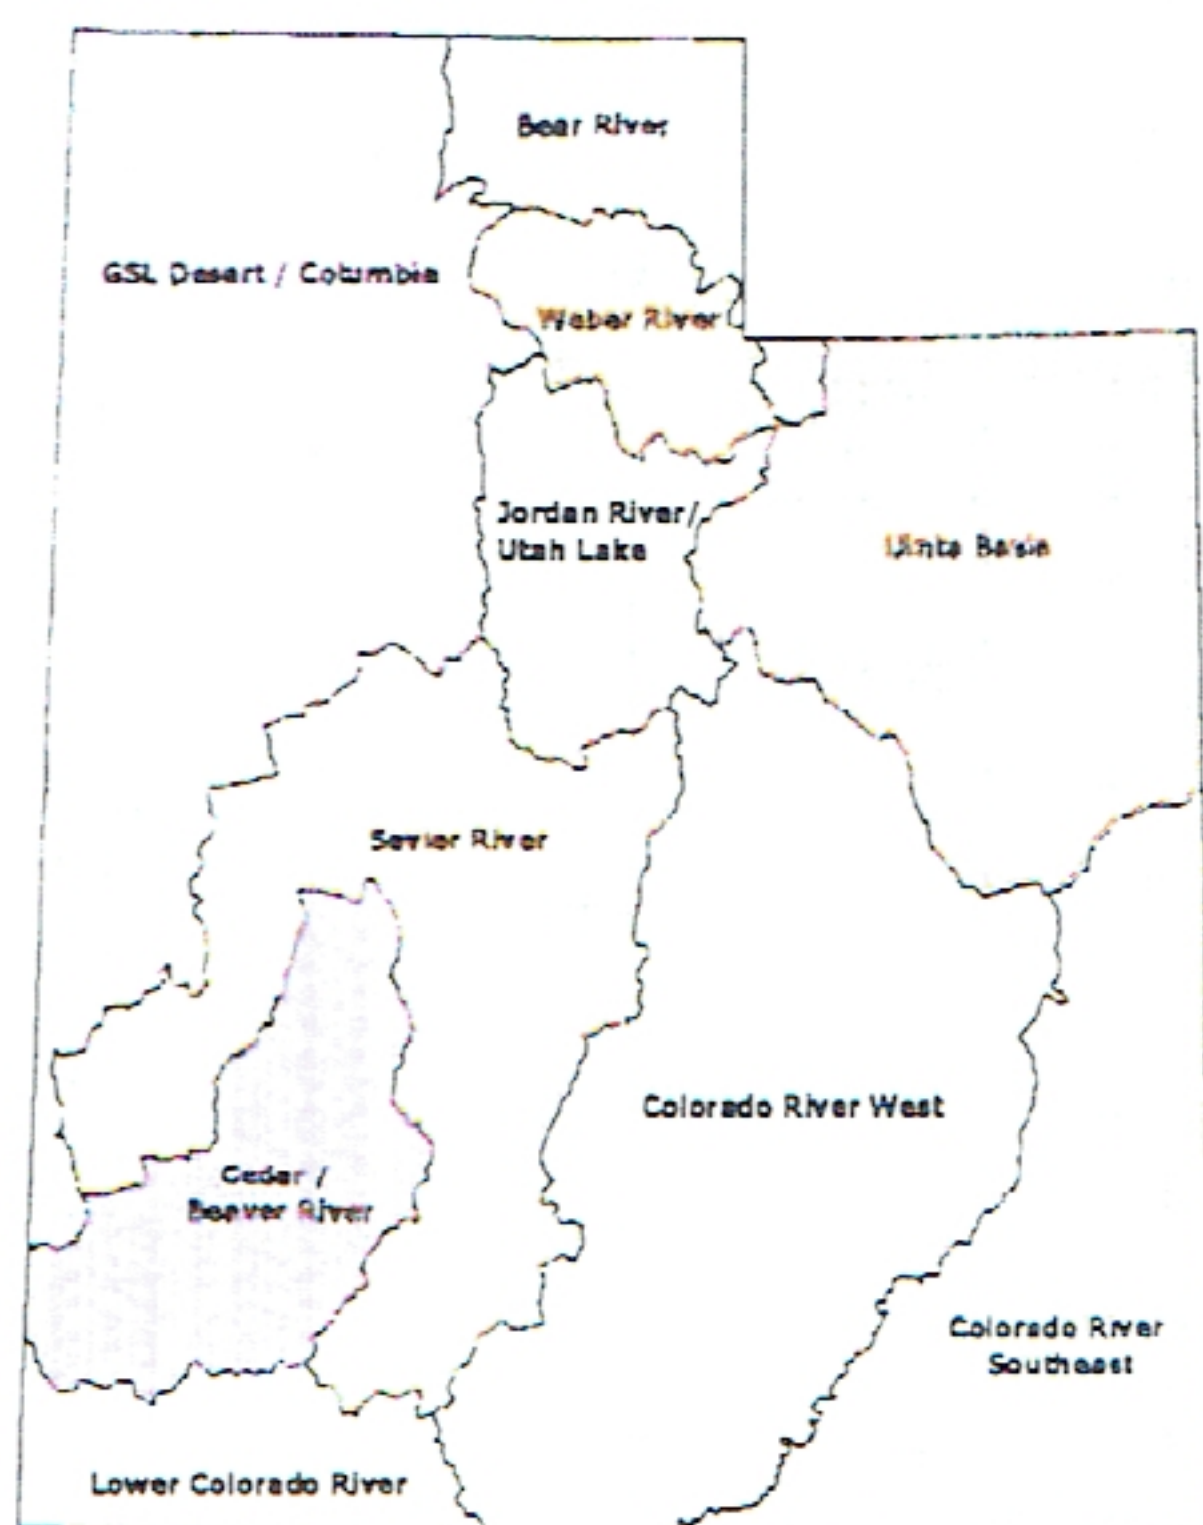 Bear River
GSL Desert / Columbia
Weber River
Jordan River/
Utah Lake
Uinta Basin
Sevier River
Colorado River West
Cedar /
Beaver River
Colorado River
Southeast
Lower Colorado River